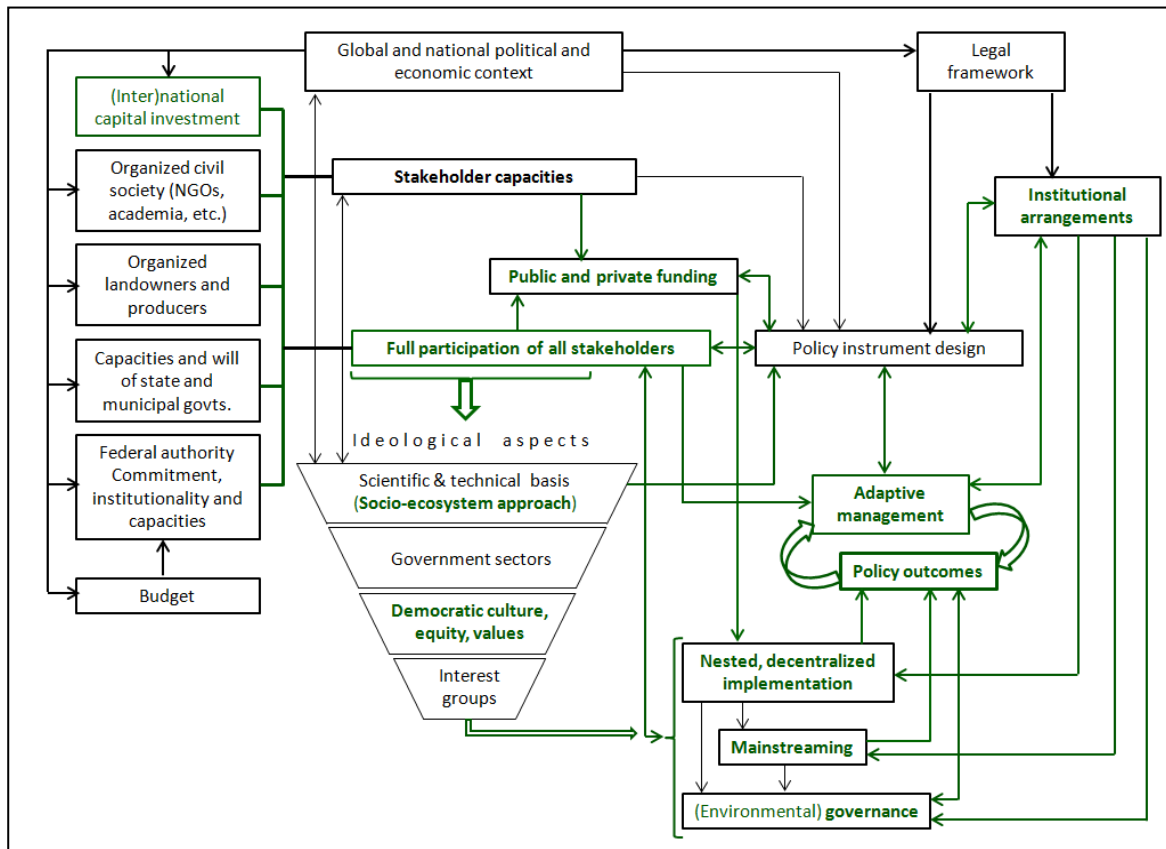 Global and national political and
economic context
Legal
framework
(Inter)national
capital investment
Organized civil
society (NGOs,
academia, etc.)
Stakeholder capacities
Institutional
arrangements
Organized
landowners and
producers
Public and private funding
Full participation of all stakeholders
Policy instrument design
Capacities and will
of state and
municipal govts.
Ideological aspects
Federal authority
Commitment,
institutionality and
capacities
Scientific & technical basis
(Socio-ecosystem approach)
Adaptive
management
Government sectors
Policy outcomes
Budget
Democratic culture,
equity, values
Nested, decentralized
implementation
Interest
groups
Mainstreaming
(Environmental) governance